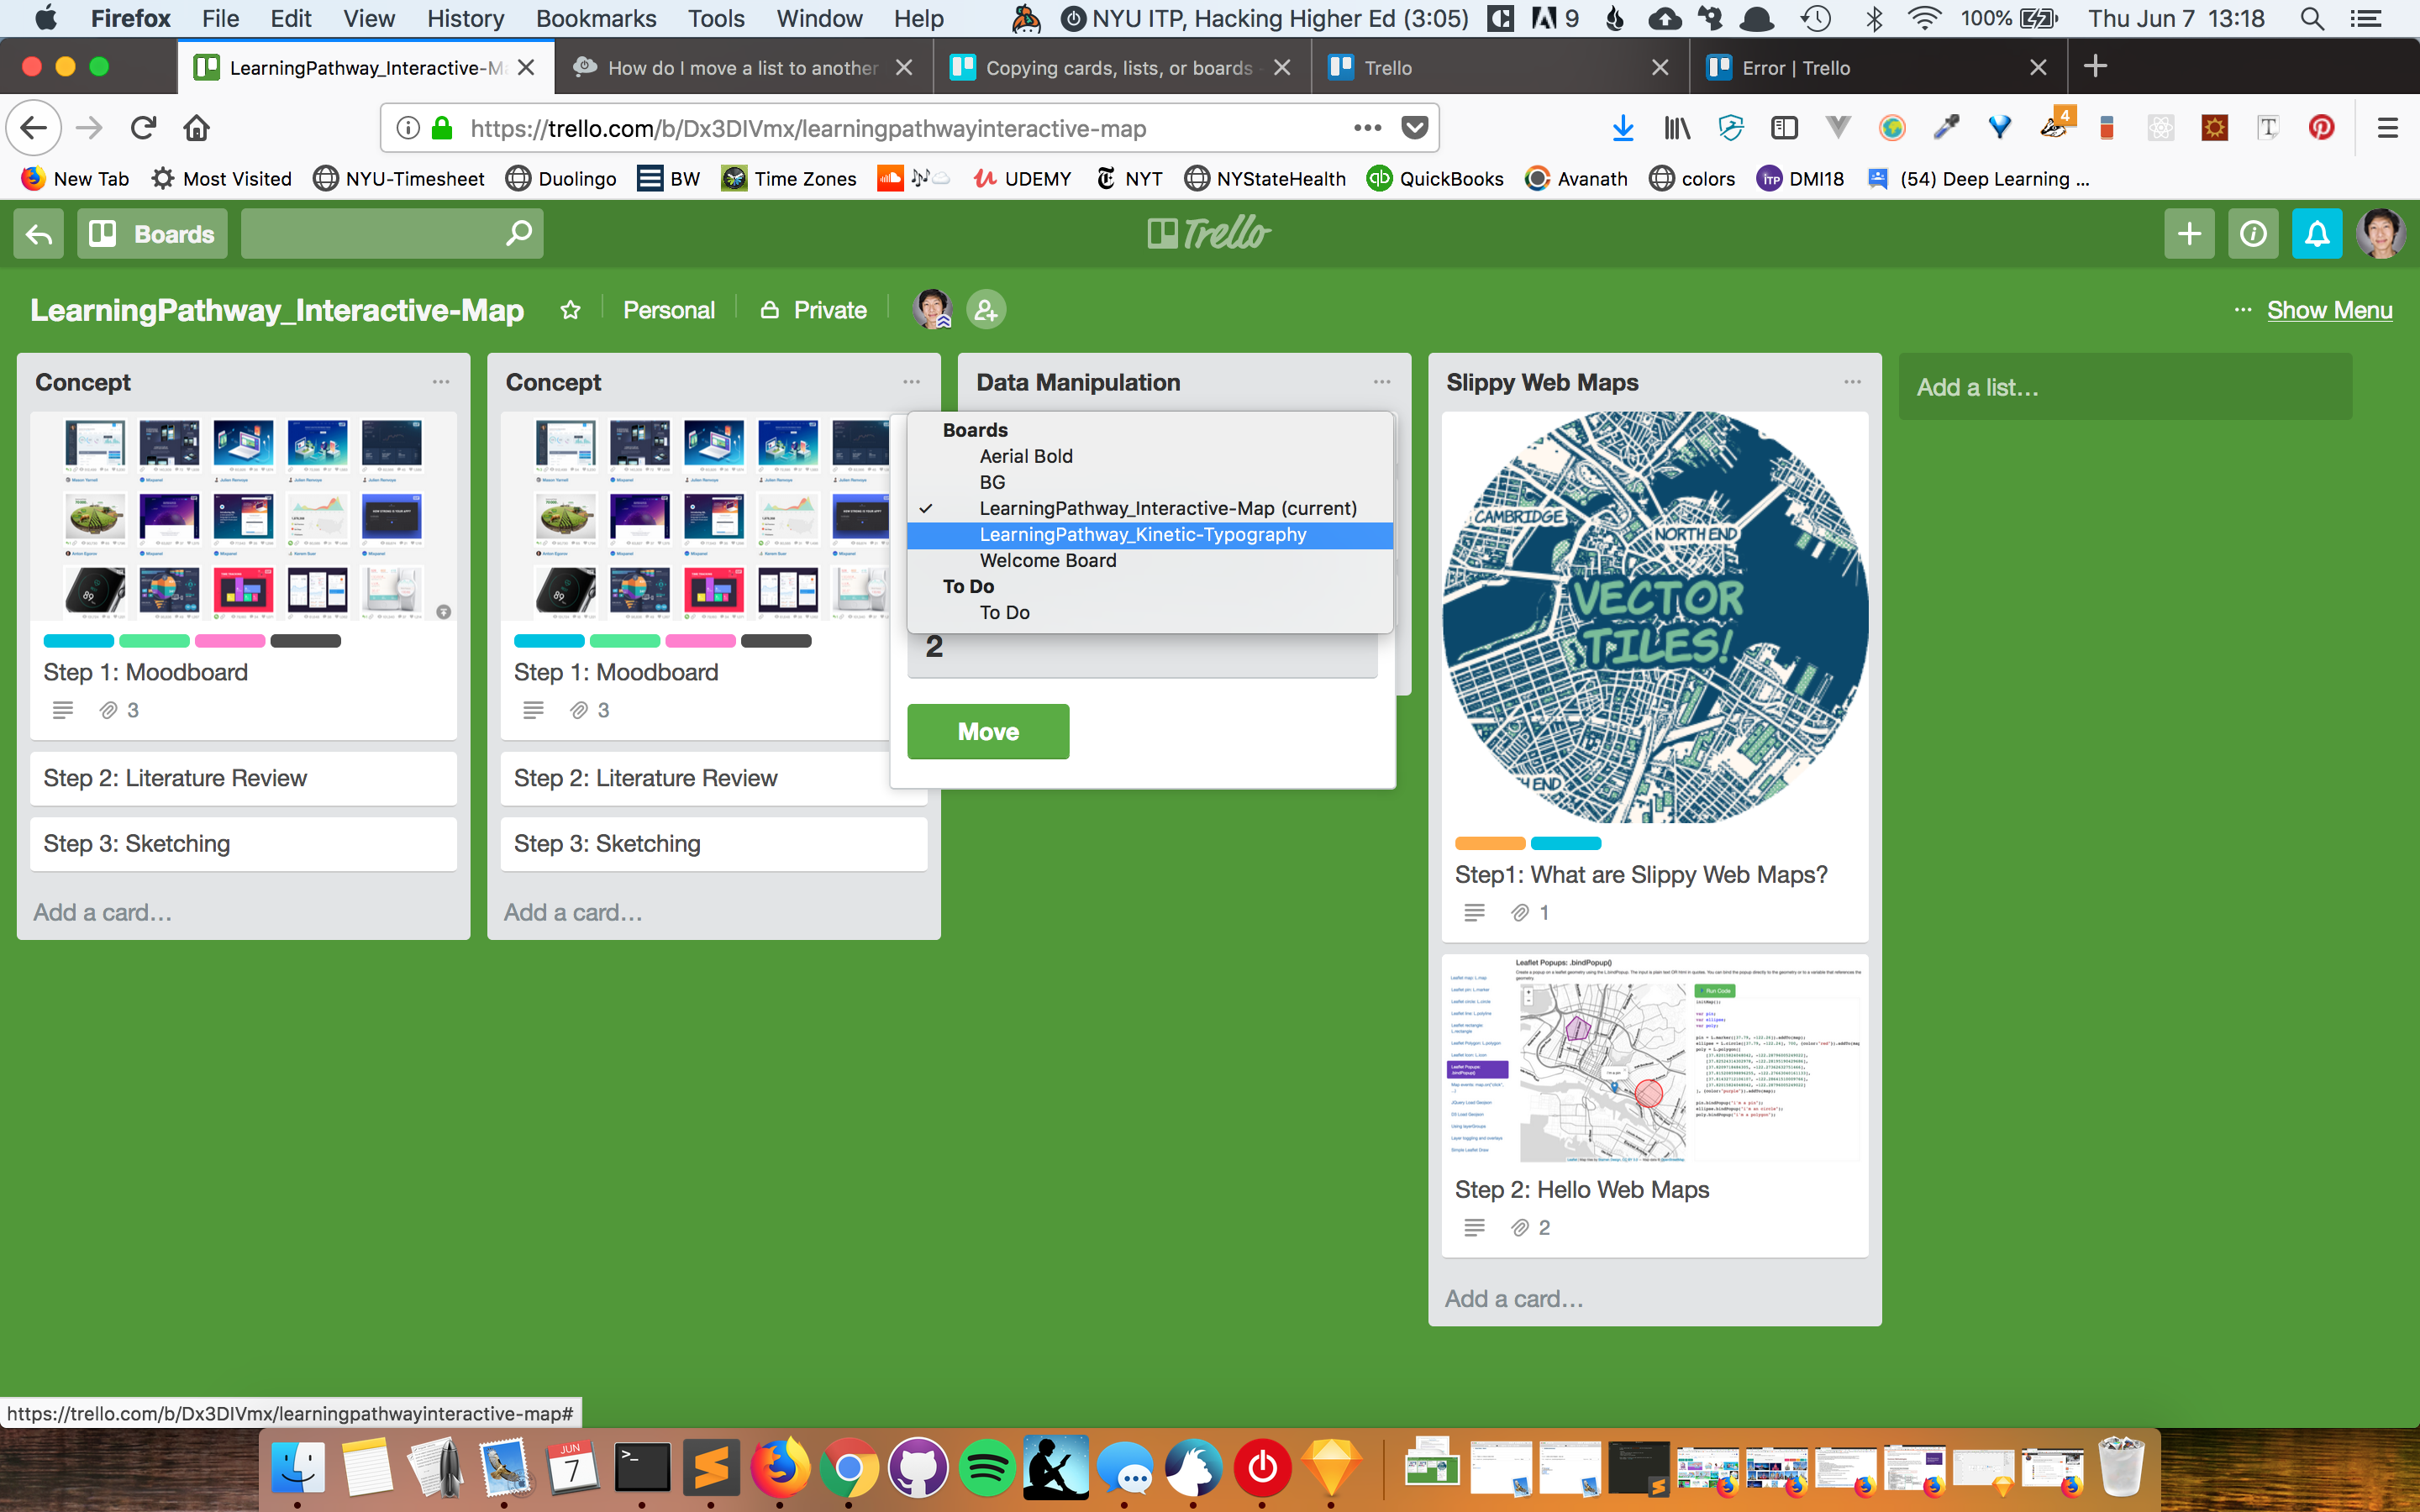 Firefox File Edit View History Bookmarks Tools Window Help NYU ITP, Hacking Higher Ed (3:05) 9 100% Thu Jun 7 13:18
LearningPathway_Interactive-M How do I move a list to another Copying cards, lists, or boards Trello Error | Trello
https://trello.com/b/Dx3DIVmx/learningpathwayinteractive-map 4
New Tab Most Visited NYU-Timesheet Duolingo BW Time Zones UDEMY NYT NYStateHealth QuickBooks Avanath colors DMI18 (54) Deep Learning ...
Boards Trello
LearningPathway_Interactive-Map Personal Private ... Show Menu
Concept
Step 1: Moodboard
3
Step 2: Literature Review
Step 3: Sketching
Add a card…
Concept
Step 1: Moodboard
3
Step 2: Literature Review
Step 3: Sketching
Add a card…
Data Manipulation
Boards
Aerial Bold
BG
✓ LearningPathway_Interactive-Map (current)
LearningPathway_Kinetic-Typography
Welcome Board
To Do
To Do
2
Move
Slippy Web Maps
CAMBRIDGE
NORTH END
VECTOR
TILES!
H END
Step1: What are Slippy Web Maps?
1
Leaflet Popups: .bindPopup()
Run Code
Step 2: Hello Web Maps
2
Add a card…
Add a list…
https://trello.com/b/Dx3DIVmx/learningpathwayinteractive-map#
JUN
7